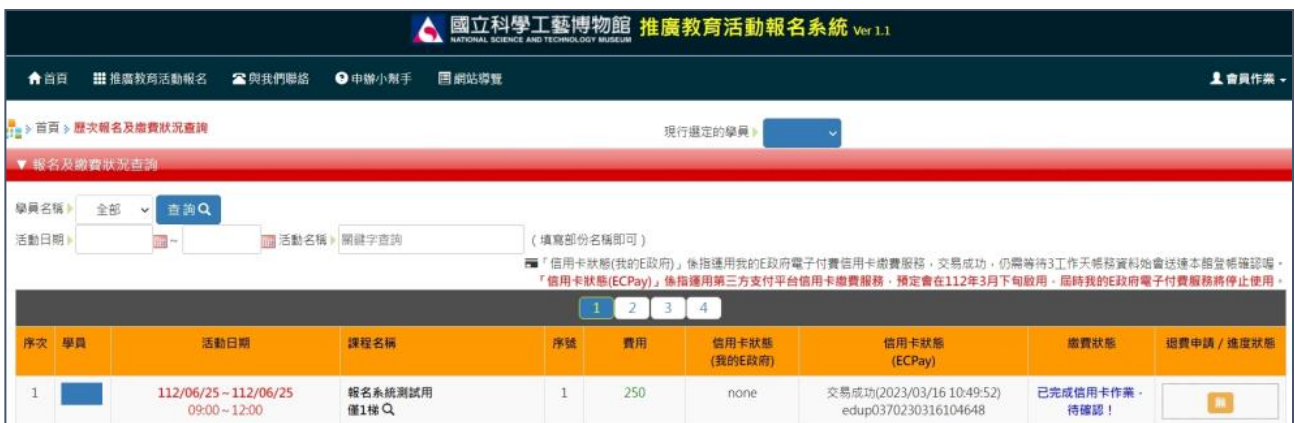 國立科學工藝博物館 推廣教育活動報名系統 Ver 1.1
NATIONAL SCIENCE AND TECHNOLOGY MUSEUM
首頁 推廣教育活動報名 與我們聯絡 申辦小幫手 網站導覽 會員作業
首頁 歷次報名及繳費狀況查詢 現行選定的學員
▼ 報名及繳費狀況查詢
學員名稱 全部 查詢
活動日期 ~ 活動名稱 關鍵字查詢 (填寫部份名稱即可)
「信用卡狀態(我的E政府)」係指運用我的E政府電子付費信用卡繳費服務,交易成功,仍需等待3工作天帳務資料始會送達本館登帳確認喔。
「信用卡狀態(ECPay)」係指運用第三方支付平台信用卡繳費服務,預定會在112年3月下旬啟用,屆時我的E政府電子付費服務將停止使用。
1 2 3 4
序次 學員 活動日期 課程名稱 序號 費用 信用卡狀態 信用卡狀態 繳費狀態 退費申請 / 進度狀態
(我的E政府) (ECPay)
1 112/06/25~112/06/25 報名系統測試用 1 250 none 交易成功(2023/03/16 10:49:52) 已完成信用卡作業, 無
09:00~12:00 僅1梯 edup0370230316104648 待確認!